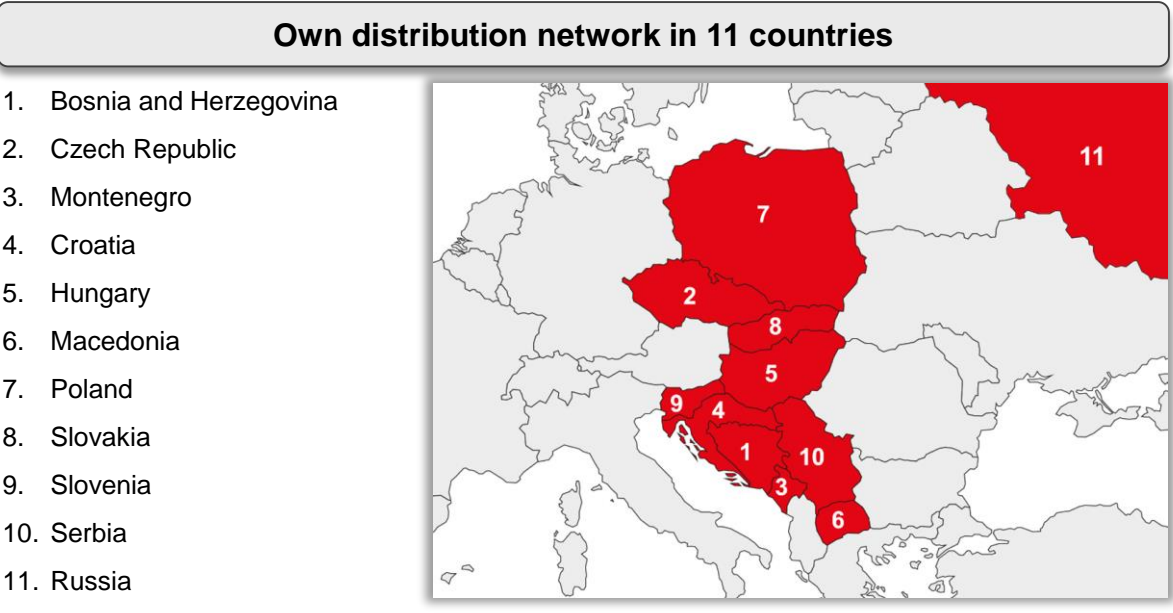 Own distribution network in 11 countries
1. Bosnia and Herzegovina
2. Czech Republic
3. Montenegro
4. Croatia
5. Hungary
6. Macedonia
7. Poland
8. Slovakia
9. Slovenia
10. Serbia
11. Russia
11
7
2
8
5
9
4
1
10
3
6